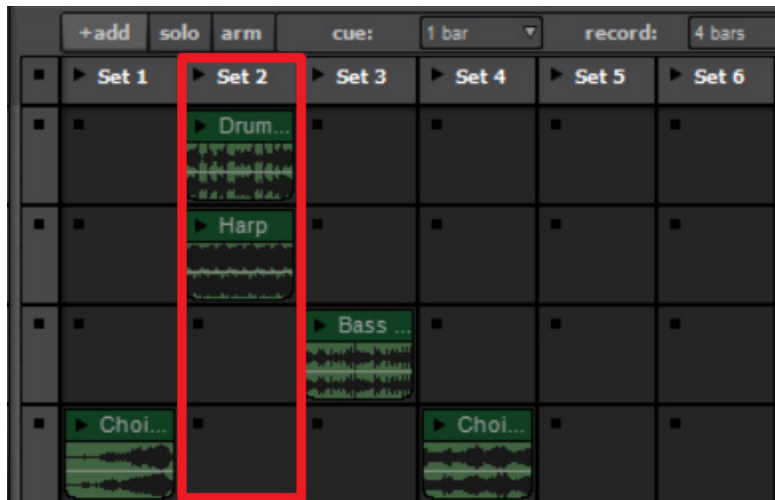 +add solo arm cue: 1 bar record: 4 bars
Set 1 Set 2 Set 3 Set 4 Set 5 Set 6
Drum...
Harp
Bass ...
Choi... Choi...